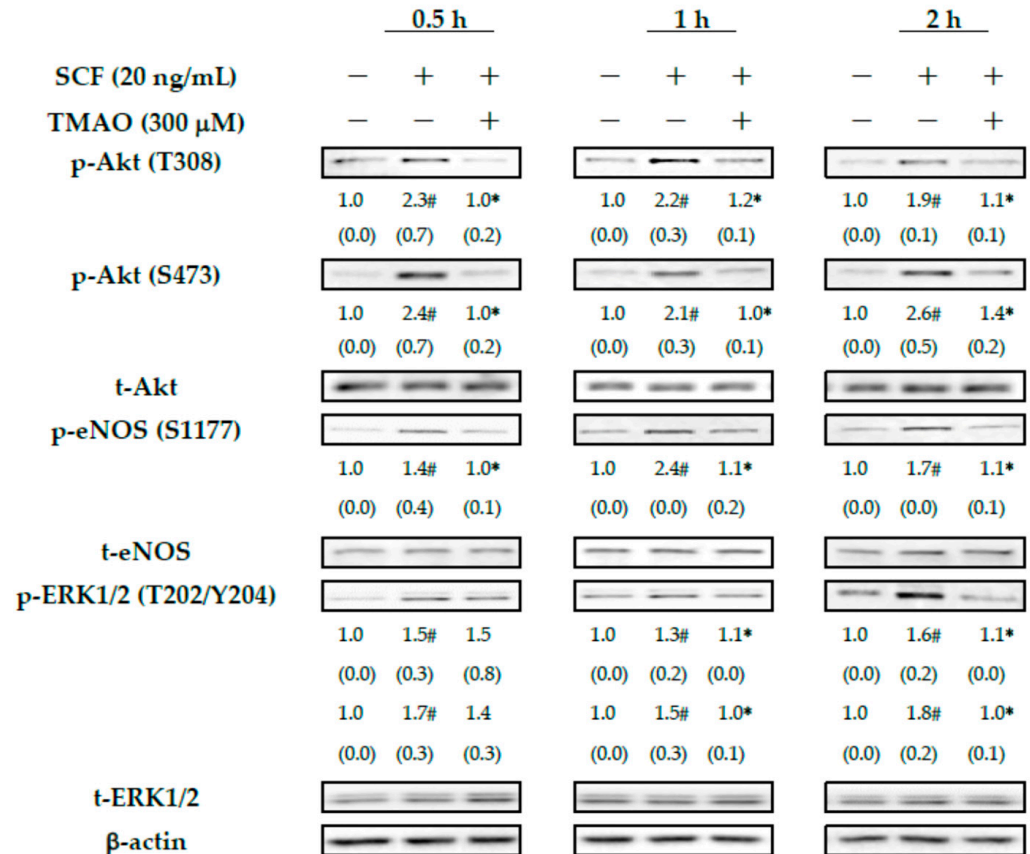 0.5 h 1 h 2 h
SCF (20 ng/mL) − + + − + + − + +
TMAO (300 μM) − − + − − + − − +
p-Akt (T308)
1.0 2.3# 1.0* 1.0 2.2# 1.2* 1.0 1.9# 1.1*
(0.0) (0.7) (0.2) (0.0) (0.3) (0.1) (0.0) (0.1) (0.1)
p-Akt (S473)
1.0 2.4# 1.0* 1.0 2.1# 1.0* 1.0 2.6# 1.4*
(0.0) (0.7) (0.2) (0.0) (0.3) (0.1) (0.0) (0.5) (0.2)
t-Akt
p-eNOS (S1177)
1.0 1.4# 1.0* 1.0 2.4# 1.1* 1.0 1.7# 1.1*
(0.0) (0.4) (0.1) (0.0) (0.0) (0.2) (0.0) (0.0) (0.1)
t-eNOS
p-ERK1/2 (T202/Y204)
1.0 1.5# 1.5 1.0 1.3# 1.1* 1.0 1.6# 1.1*
(0.0) (0.3) (0.8) (0.0) (0.2) (0.0) (0.0) (0.2) (0.0)
1.0 1.7# 1.4 1.0 1.5# 1.0* 1.0 1.8# 1.0*
(0.0) (0.3) (0.3) (0.0) (0.3) (0.1) (0.0) (0.2) (0.1)
t-ERK1/2
β-actin